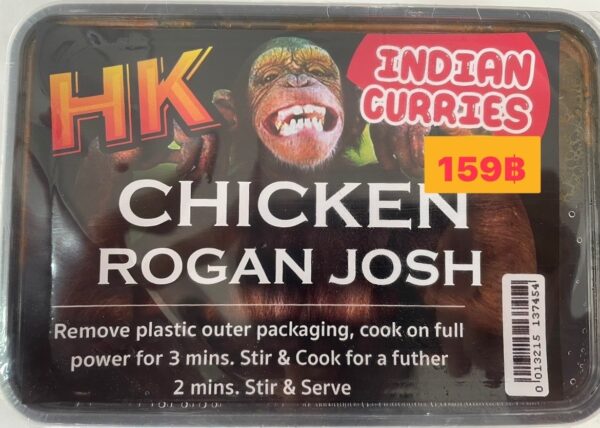 HK
INDIAN
CURRIES
159฿
CHICKEN
ROGAN JOSH
Remove plastic outer packaging, cook on full
power for 3 mins. Stir & Cook for a futher
2 mins. Stir & Serve
0 013215 137454